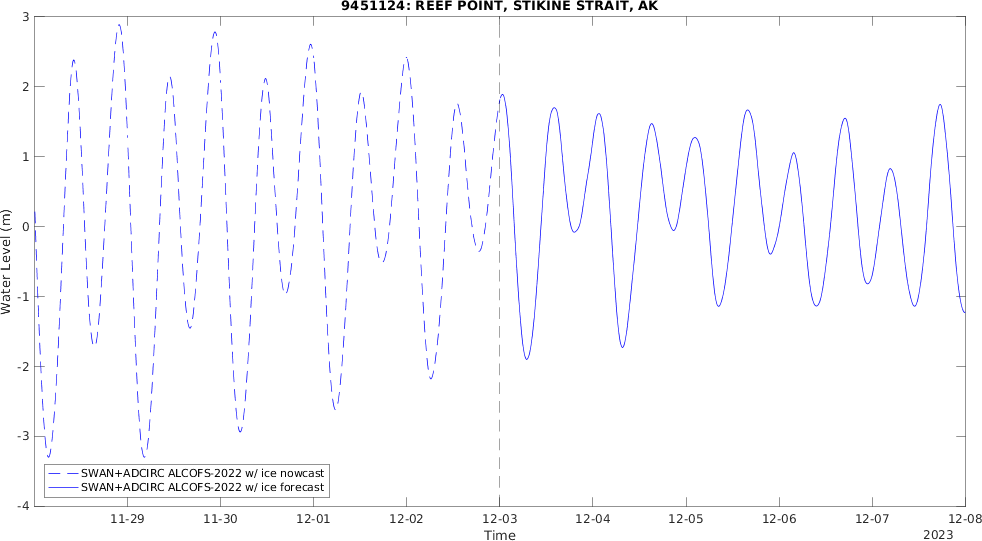 9451124: REEF POINT, STIKINE STRAIT, AK
3
2
1
0
-1
-2
-3
-4
Water Level (m)
SWAN+ADCIRC ALCOFS-2022 w/ ice nowcast
SWAN+ADCIRC ALCOFS-2022 w/ ice forecast
11-29 11-30 12-01 12-02 12-03 12-04 12-05 12-06 12-07 12-08
Time
2023